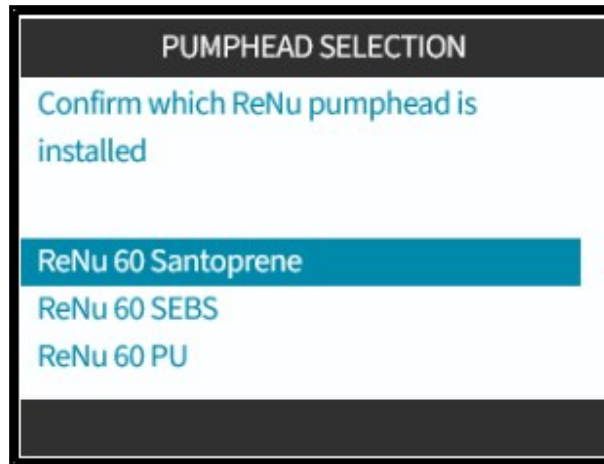 PUMPHEAD SELECTION
Confirm which ReNu pumphead is
installed
ReNu 60 Santoprene
ReNu 60 SEBS
ReNu 60 PU